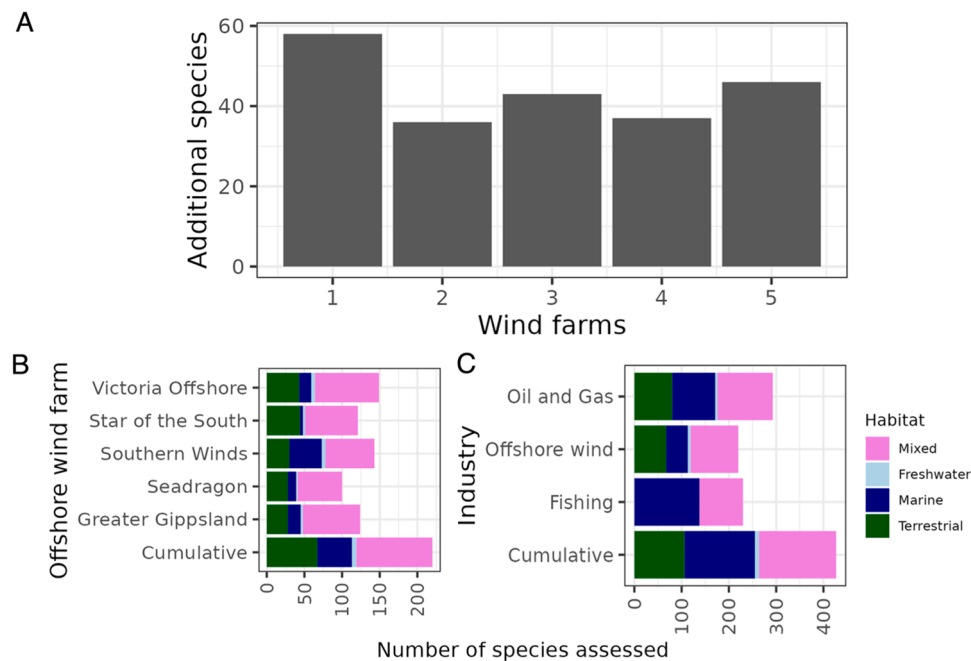 A
Additional species
60
40
20
0
1 2 3 4 5
Wind farms
B
Offshore wind farm
Victoria Offshore
Star of the South
Southern Winds
Seadragon
Greater Gippsland
Cumulative
0 50 100 150 200
C
Industry
Oil and Gas
Offshore wind
Fishing
Cumulative
0 100 200 300 400
Number of species assessed
Habitat
Mixed
Freshwater
Marine
Terrestrial